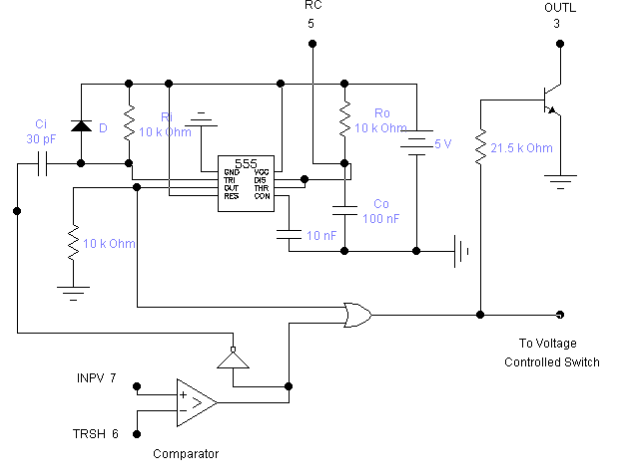 RC
5
OUTL
3
Ci
30 pF
D
Ri
10 k Ohm
Ro
10 k Ohm
5 V
21.5 k Ohm
555
GND VCC
TRI DIS
OUT THR
RES CON
Co
100 nF
10 k Ohm
10 nF
To Voltage
Controlled Switch
INPV 7
+
>
-
TRSH 6
Comparator